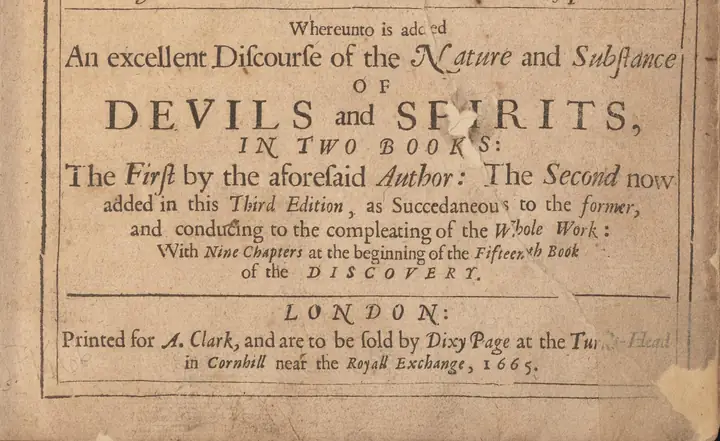 Whereunto is added
An excellent Diſcourſe of the Nature and Subſtance
OF
DEVILS and SPIRITS,
IN TWO BOOKS:
The Firſt by the aforeſaid Author: The Second now
added in this Third Edition, as Succedaneous to the former,
and conducing to the compleating of the Whole Work:
With Nine Chapters at the beginning of the Fifteenth Book
of the DISCOVERY.
LONDON:
Printed for A. Clark, and are to be ſold by Dixy Page at the Turks-Head
in Cornhill near the Royall Exchange, 1665.